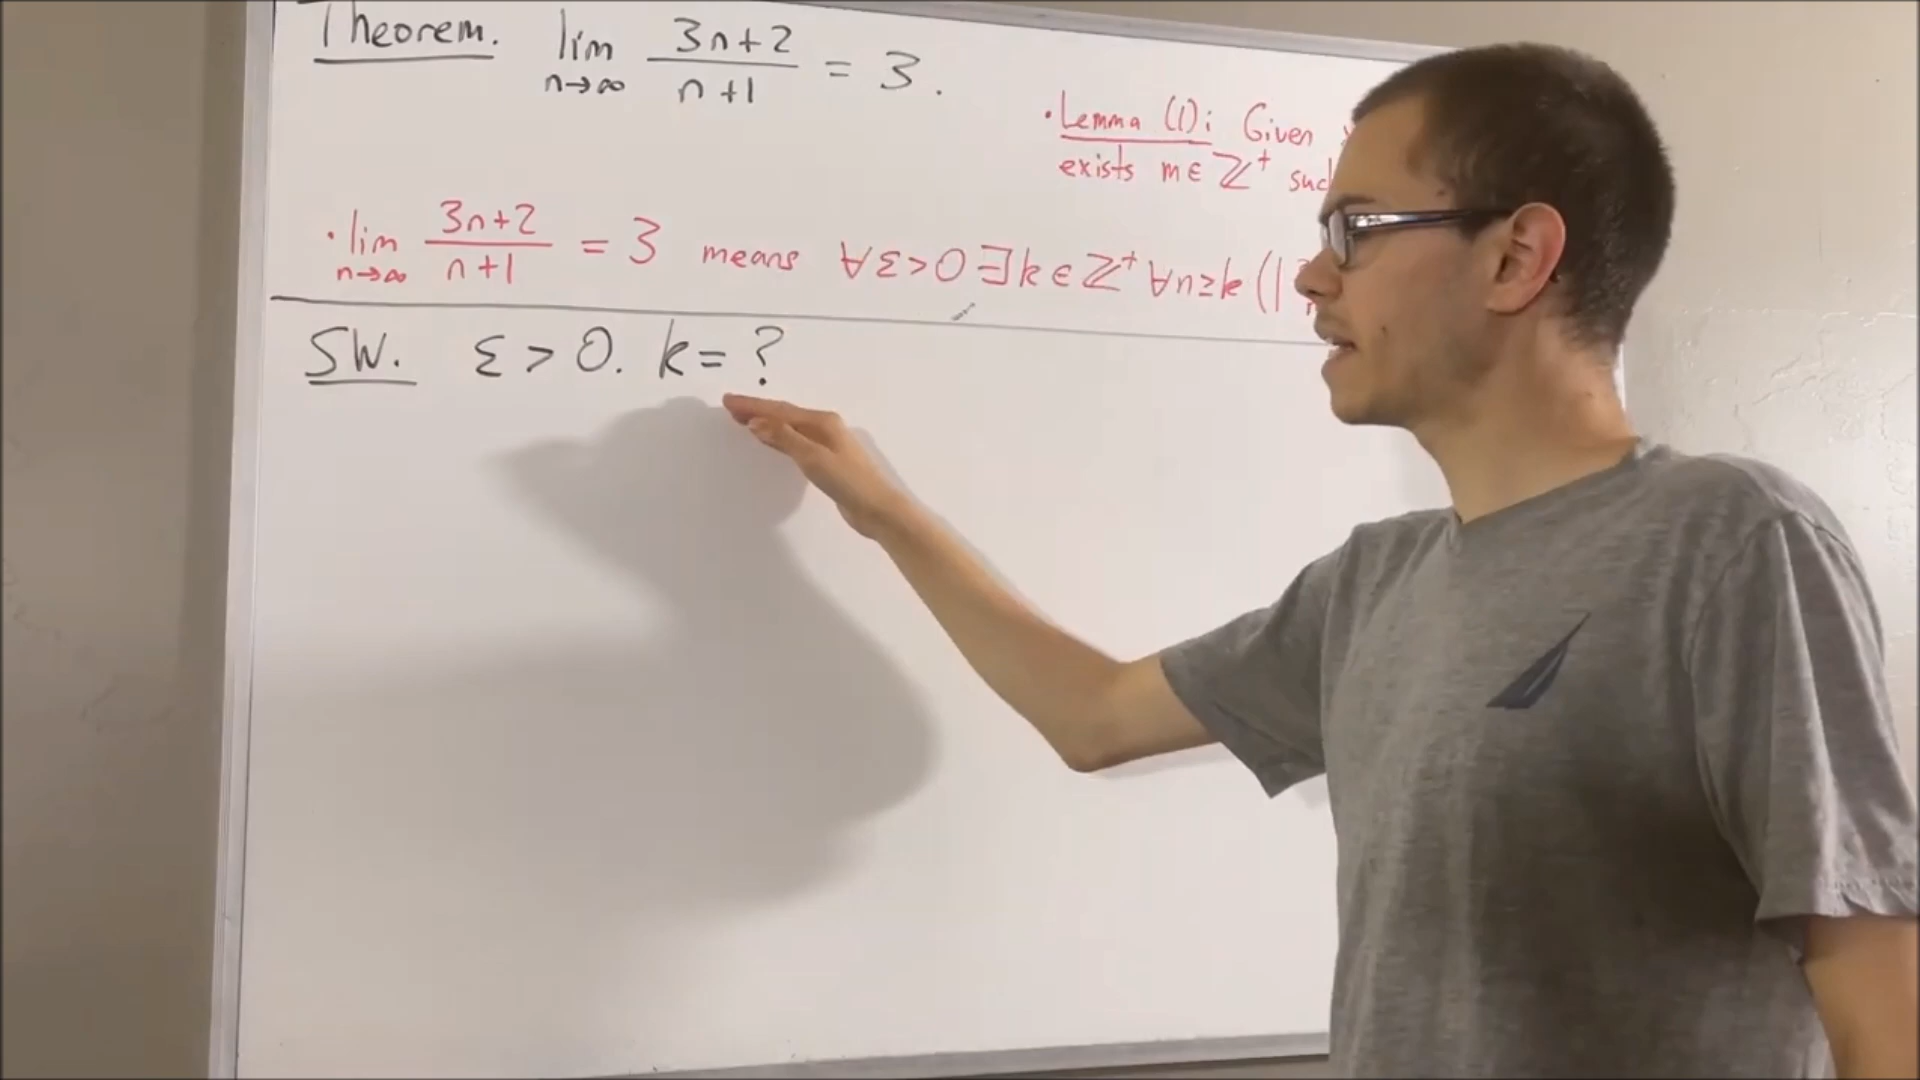 Theorem. lim n→∞ 3n+2 / n+1 = 3.
• Lemma (1): Given
exists m ∈ ℤ⁺ such
• lim n→∞ 3n+2 / n+1 = 3 means ∀ε>0 ∃k∈ℤ⁺ ∀n≥k (|
SW. ε > 0. k = ?